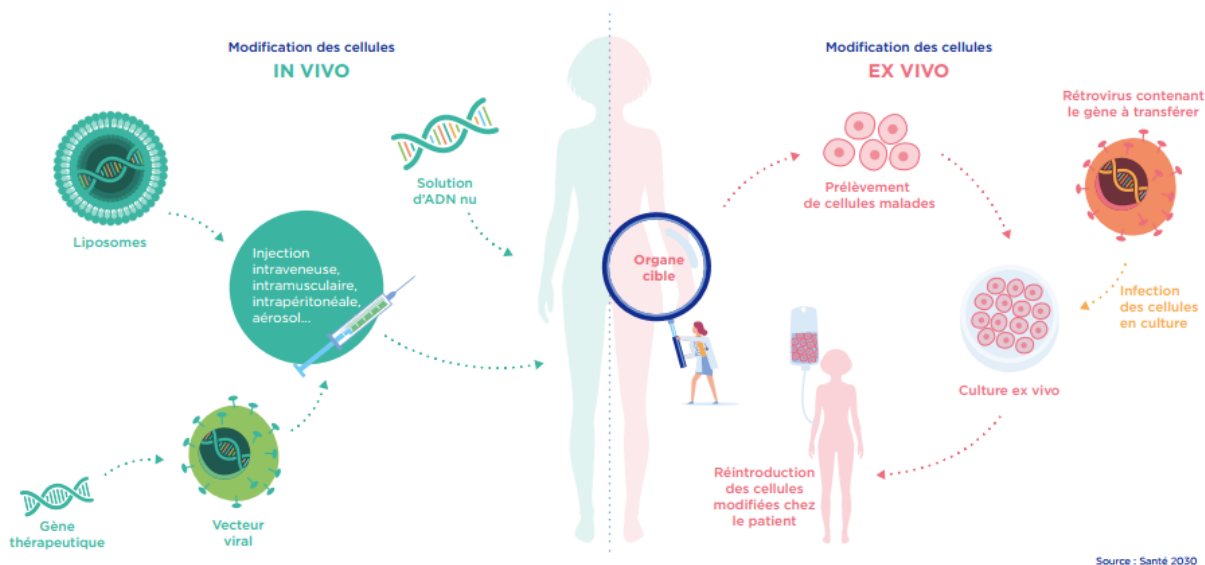 Modification des cellules
IN VIVO
Liposomes
Solution
d'ADN nu
Injection
intraveuse,
intramusculaire,
intrapéritonéale,
aérosol...
Gène
thérapeutique
Vecteur
viral
Organe
cible
Modification des cellules
EX VIVO
Prélèvement
de cellules malades
Rétrovirus contenant
le gène à transférer
Infection
des cellules
en culture
Culture ex vivo
Réintroduction
des cellules
modifiées chez
le patient
Source : Santé 2030